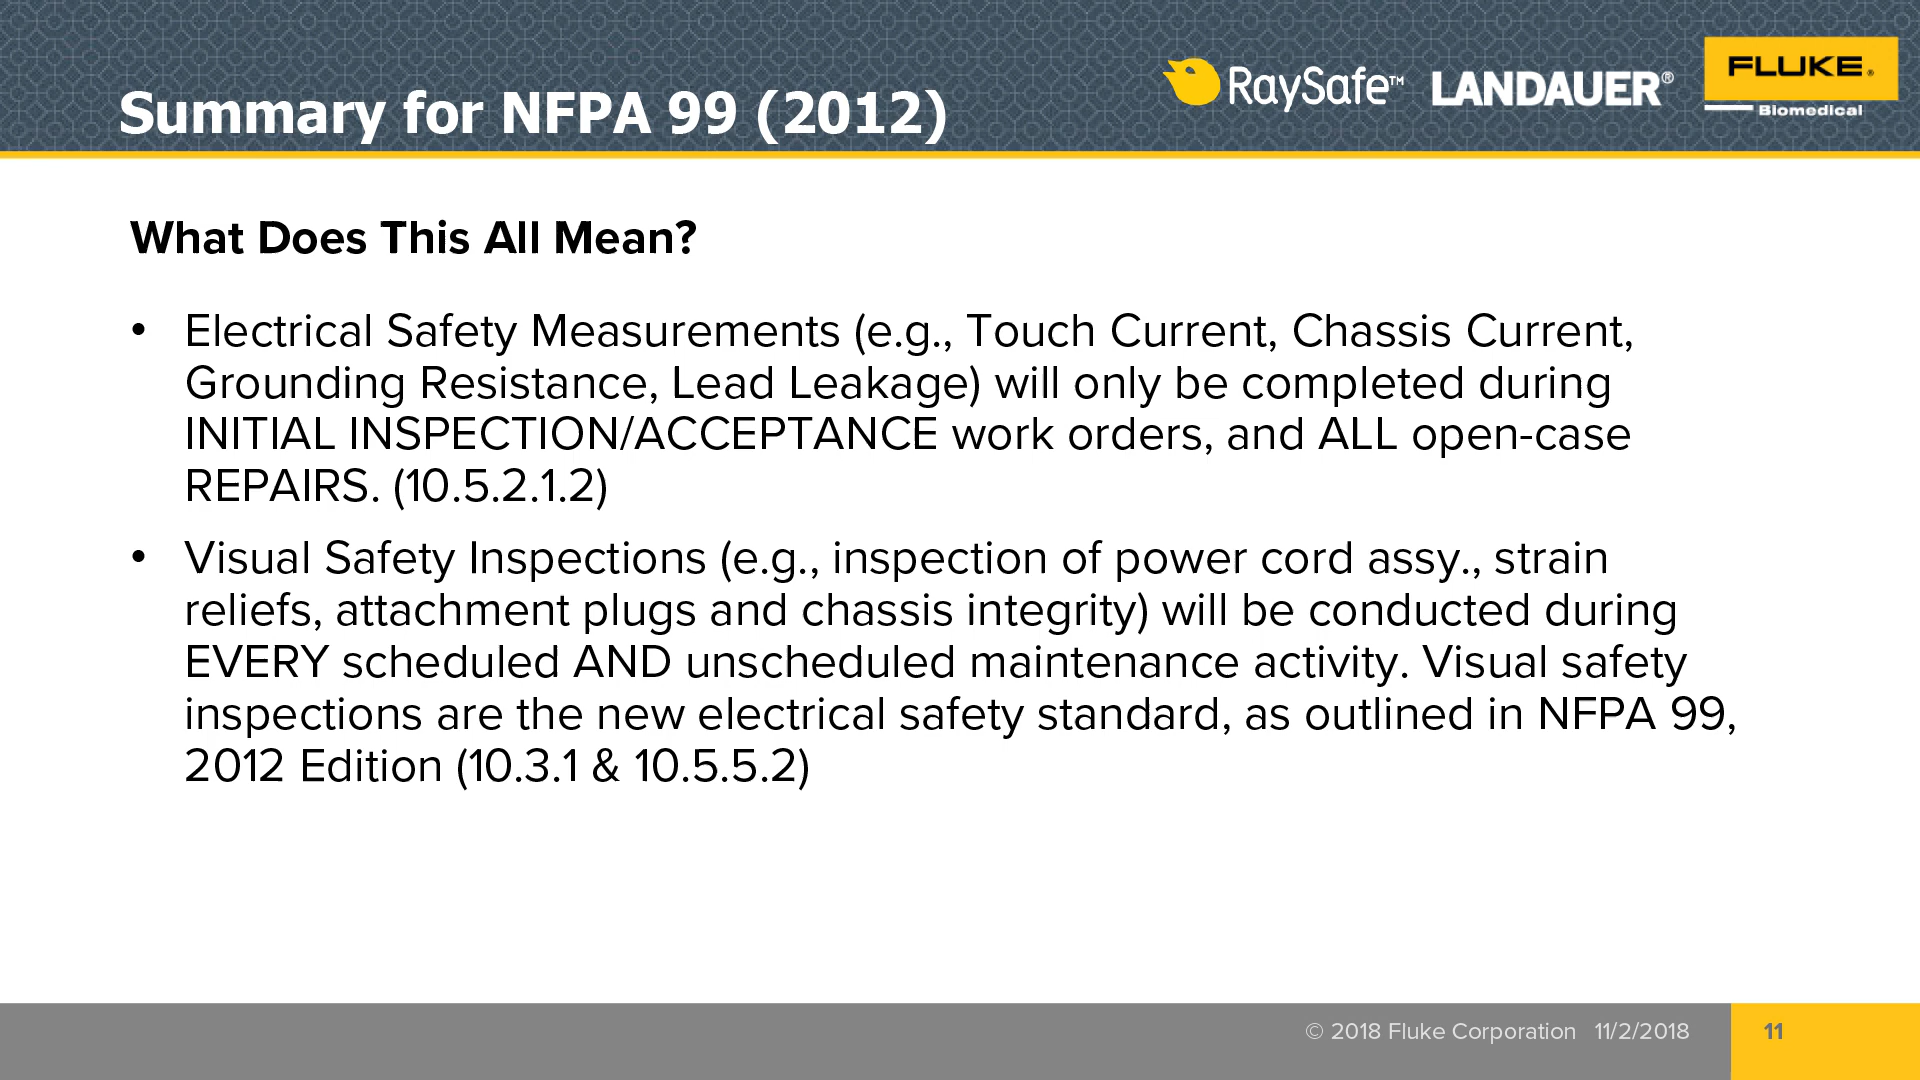 Summary for NFPA 99 (2012)
RaySafe™ LANDAUER® FLUKE®
Biomedical
What Does This All Mean?
• Electrical Safety Measurements (e.g., Touch Current, Chassis Current,
Grounding Resistance, Lead Leakage) will only be completed during
INITIAL INSPECTION/ACCEPTANCE work orders, and ALL open-case
REPAIRS. (10.5.2.1.2)
• Visual Safety Inspections (e.g., inspection of power cord assy., strain
reliefs, attachment plugs and chassis integrity) will be conducted during
EVERY scheduled AND unscheduled maintenance activity. Visual safety
inspections are the new electrical safety standard, as outlined in NFPA 99,
2012 Edition (10.3.1 & 10.5.5.2)
© 2018 Fluke Corporation 11/2/2018 11